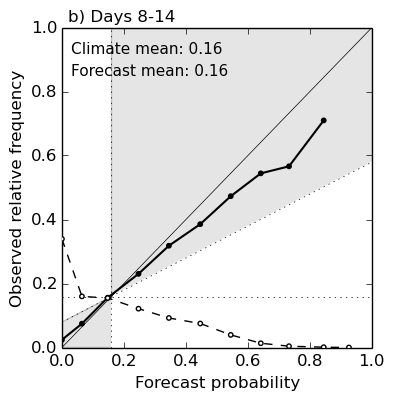 b) Days 8-14
Climate mean: 0.16
Forecast mean: 0.16
Observed relative frequency
1.0
0.8
0.6
0.4
0.2
0.0
0.0 0.2 0.4 0.6 0.8 1.0
Forecast probability